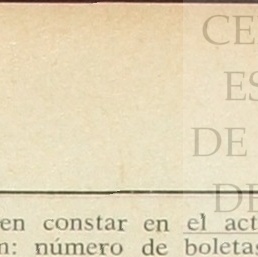 CE
ES
DE
DE
en constar en el act
n: número de boletas